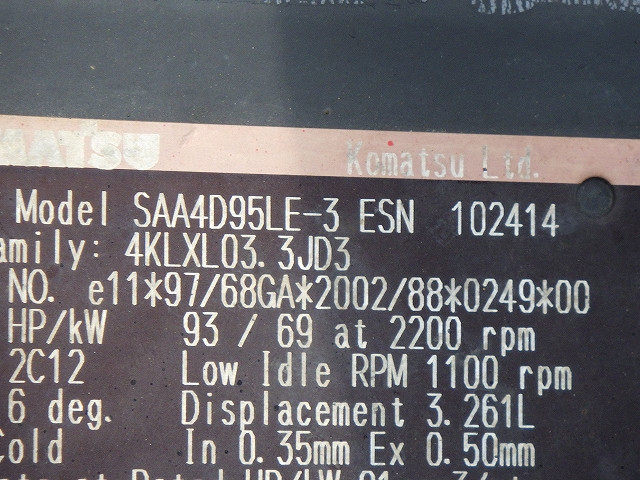 MATSU Komatsu Ltd.
Model SAA4D95LE-3 ESN 102414
amily: 4KLXL03.3JD3
NO. e11*97/68GA*2002/88*0249*00
HP/kW 93 / 69 at 2200 rpm
2C12 Low Idle RPM 1100 rpm
6 deg. Displacement 3.261L
Cold In 0.35mm Ex 0.50mm